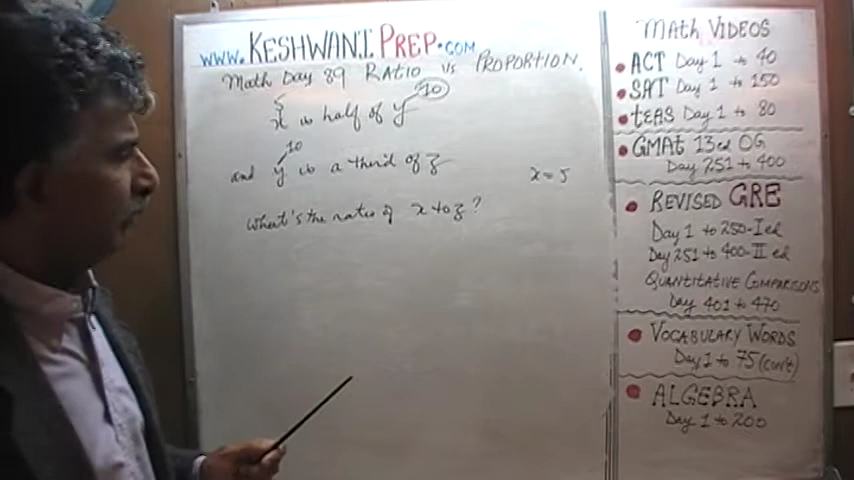 www.KESHWANI PREP.COM
Math Day 89 RATIO vs PROPORTION.
5 10
x is half of y
10
and y is a third of z
x = 5
What's the ratio of x to z?
Math VIDEOS
ACT Day 1 to 40
SAT Day 1 to 150
tEAS Day 1 to 80
GMAt 13ed OG
Day 251 to 400
REVISED GRE
Day 1 to 250-I ed
Day 251 to 400-II ed
QUANTITATIVE COMPARISONS
Day 401 to 470
VOCABULARY WORDS
Day 1 to 75 (con't)
ALGEBRA
Day 1 to 200